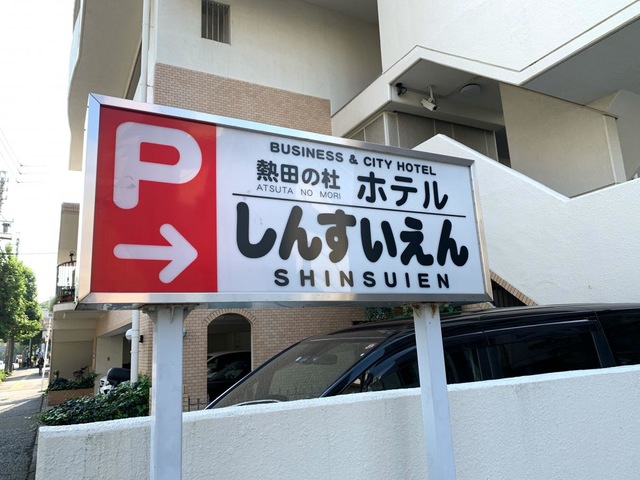 P
→
BUSINESS & CITY HOTEL
熱田の杜 ホテル
ATSUTA NO MORI
しんすいえん
SHINSUIEN